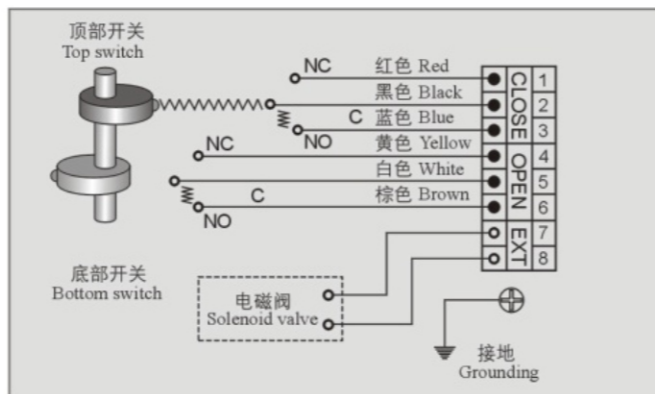 顶部开关
Top switch
NC 红色 Red 1
黑色 Black 2
C 蓝色 Blue 3
NO
CLOSE
NC 黄色 Yellow 4
白色 White 5
C 棕色 Brown 6
NO
OPEN
7
8
EXT
底部开关
Bottom switch
电磁阀
Solenoid valve
接地
Grounding